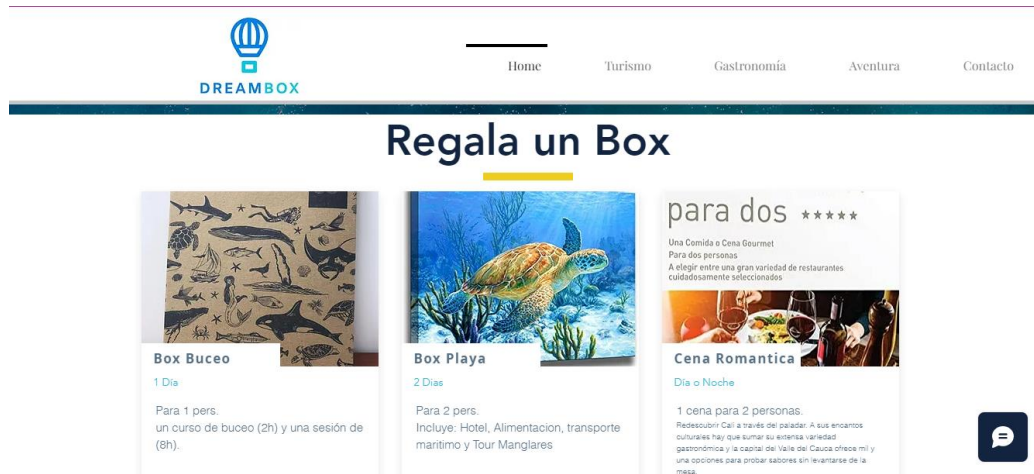 DREAMBOX
Home
Turismo
Gastronomía
Aventura
Contacto
Regala un Box
para dos ★★★★★
Una Comida o Cena Gourmet
Para dos personas
A elegir entre una gran variedad de restaurantes
cuidadosamente seleccionados
Box Buceo
1 Día
Para 1 pers.
un curso de buceo (2h) y una sesión de
(8h).
Box Playa
2 Dias
Para 2 pers.
Incluye: Hotel, Alimentacion, transporte
maritimo y Tour Manglares
Cena Romantica
Día o Noche
1 cena para 2 personas.
Redescubrir Cali a través del paladar. A sus encantos
culturales hay que sumar su extensa variedad
gastronómica y la capital del Valle del Cauca ofrece mil y
una opciones para probar sabores sin levantarse de la
mesa.